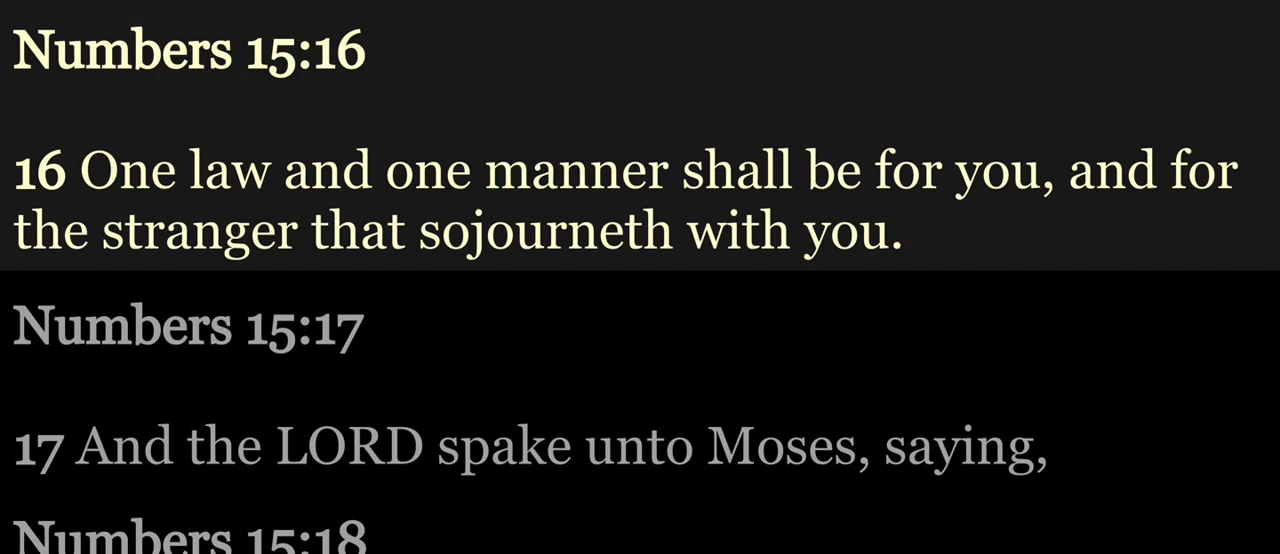 Numbers 15:16
16 One law and one manner shall be for you, and for
the stranger that sojourneth with you.
Numbers 15:17
17 And the LORD spake unto Moses, saying,
Numbers 15:18